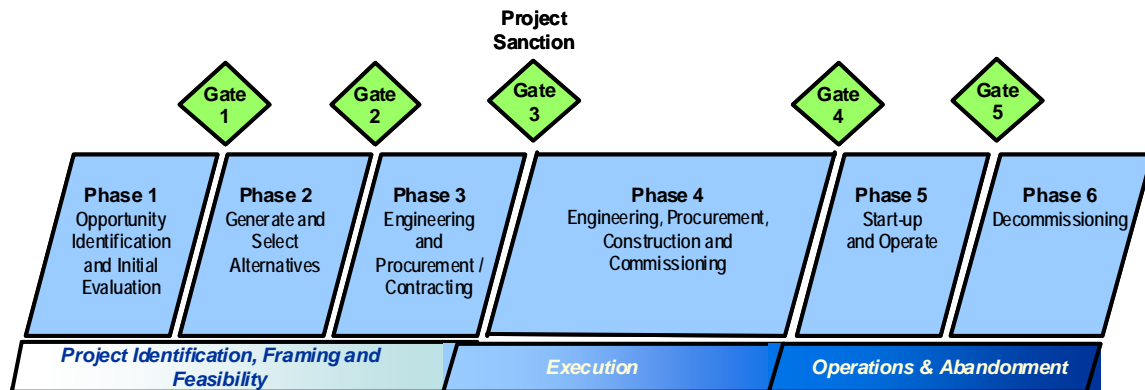 Project
Sanction
Gate
1
Gate
2
Gate
3
Gate
4
Gate
5
Phase 1
Opportunity
Identification
and Initial
Evaluation
Phase 2
Generate and
Select
Alternatives
Phase 3
Engineering
and
Procurement /
Contracting
Phase 4
Engineering, Procurement,
Construction and
Commissioning
Phase 5
Start-up
and Operate
Phase 6
Decommissioning
Project Identification, Framing and
Feasibility
Execution
Operations & Abandonment